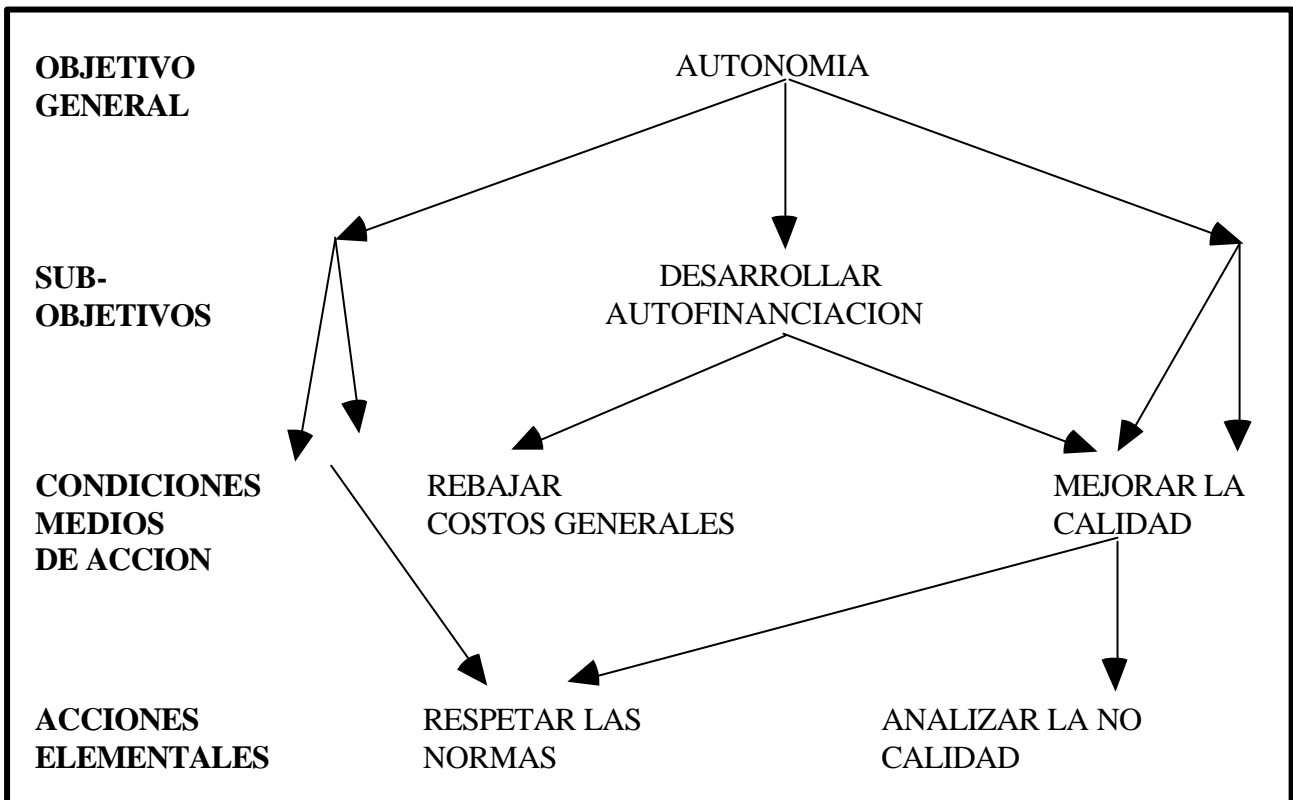 OBJETIVO
GENERAL
AUTONOMIA
SUB-
OBJETIVOS
DESARROLLAR
AUTOFINANCIACION
CONDICIONES
MEDIOS
DE ACCION
REBAJAR
COSTOS GENERALES
MEJORAR LA
CALIDAD
ACCIONES
ELEMENTALES
RESPETAR LAS
NORMAS
ANALIZAR LA NO
CALIDAD